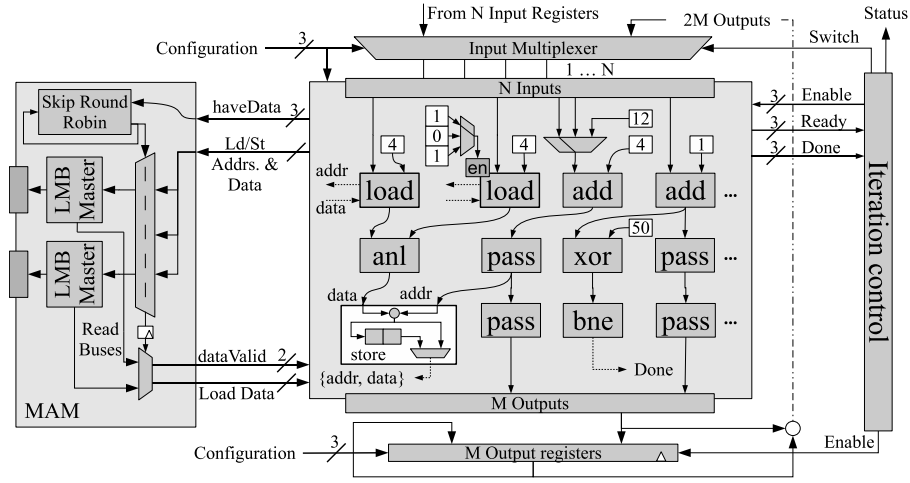 From N Input Registers
2M Outputs
Status
Configuration
3
Input Multiplexer
Switch
1 ... N
N Inputs
Skip Round
Robin
haveData
3
Enable
3
Ready
3
Done
3
Ld/St
Addrs. &
Data
1
0
1
4
4
12
4
1
en
addr
data
load
load
add
add
...
LMB
Master
LMB
Master
50
anl
pass
xor
pass
...
data
addr
store
pass
bne
pass
...
Read
Buses
dataValid
2
Load Data
{addr, data}
Done
MAM
M Outputs
Iteration control
Configuration
3
M Output registers
Enable